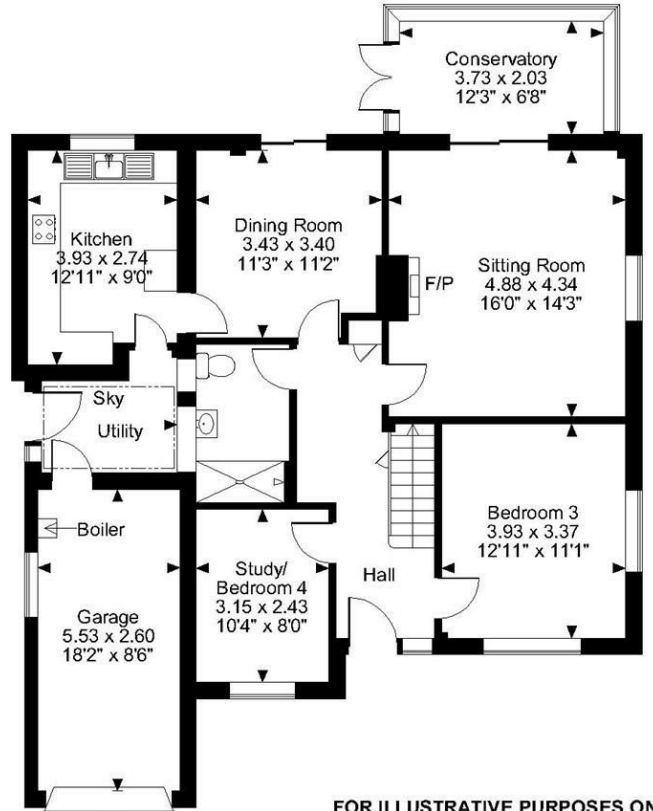 Conservatory
3.73 x 2.03
12'3" x 6'8"
Kitchen
3.93 x 2.74
12'11" x 9'0"
Dining Room
3.43 x 3.40
11'3" x 11'2"
F/P
Sitting Room
4.88 x 4.34
16'0" x 14'3"
Sky
Utility
Boiler
Bedroom 3
3.93 x 3.37
12'11" x 11'1"
Study/
Bedroom 4
3.15 x 2.43
10'4" x 8'0"
Hall
Garage
5.53 x 2.60
18'2" x 8'6"
FOR ILLUSTRATIVE PURPOSES ON